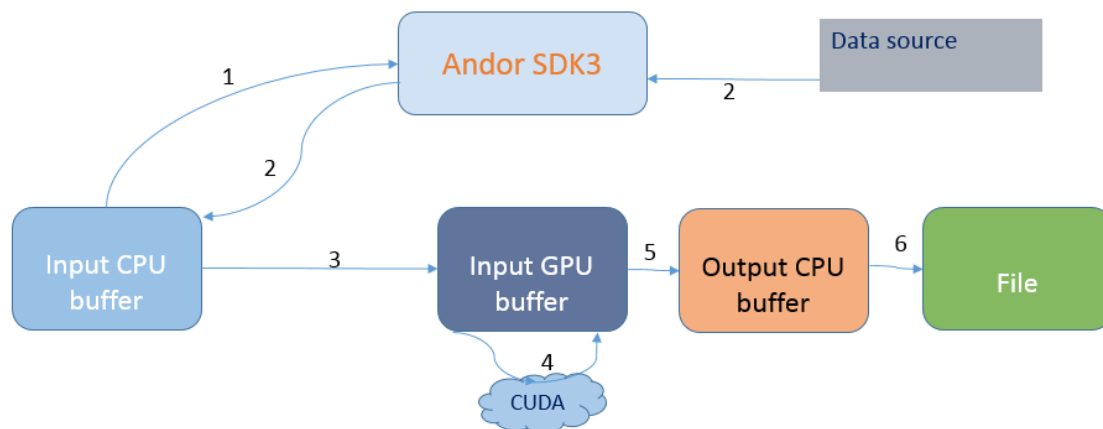 Andor SDK3
Data source
1
2
2
Input CPU
buffer
3
Input GPU
buffer
5
Output CPU
buffer
6
File
4
CUDA